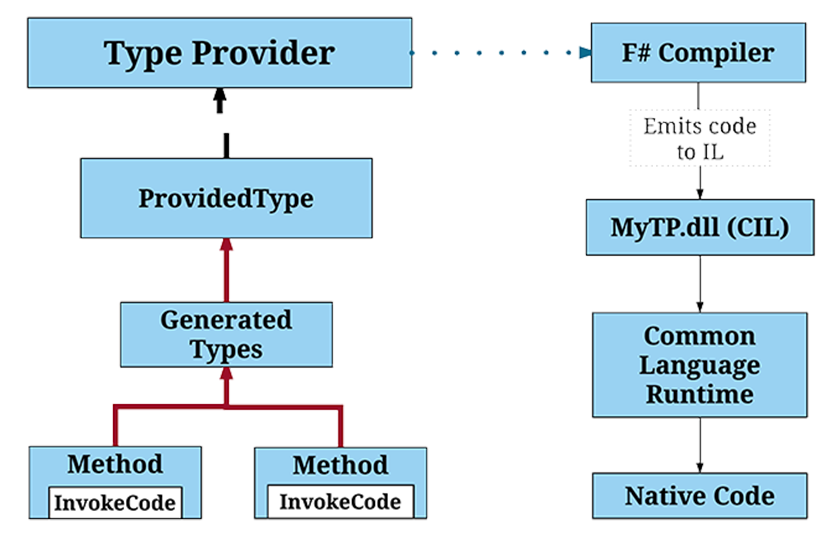 Type Provider
F# Compiler
Emits code
to IL
ProvidedType
MyTP.dll (CIL)
Generated
Types
Common
Language
Runtime
Method
InvokeCode
Method
InvokeCode
Native Code